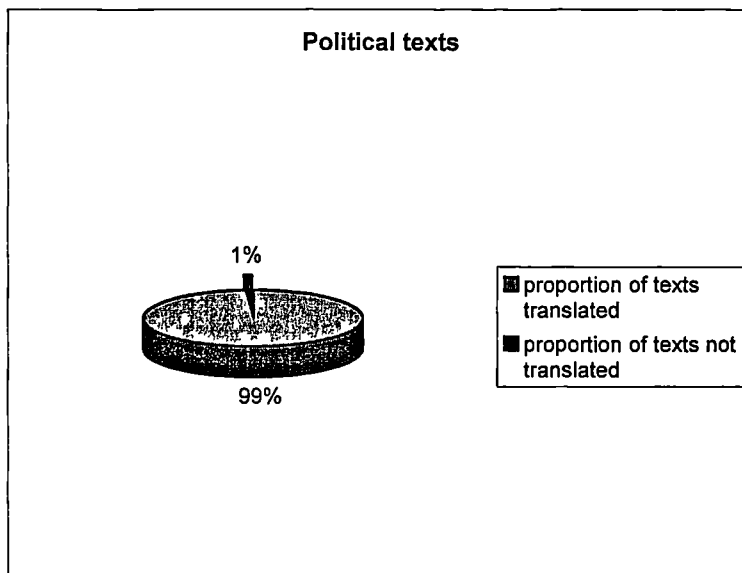 Political texts
1%
99%
proportion of texts
translated
proportion of texts not
translated